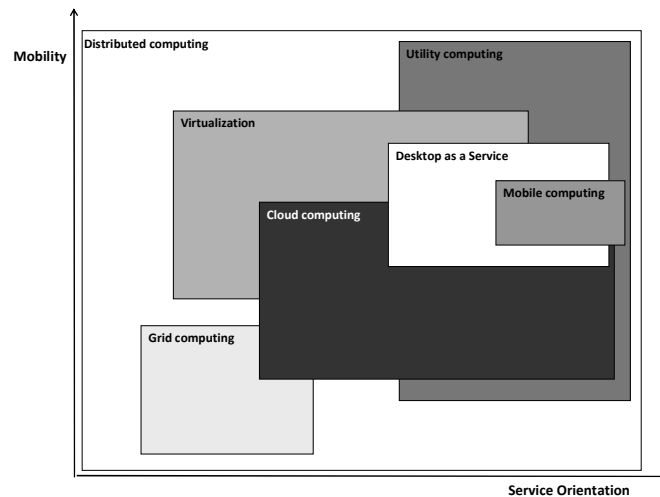 Mobility
Distributed computing
Utility computing
Virtualization
Desktop as a Service
Mobile computing
Cloud computing
Grid computing
Service Orientation